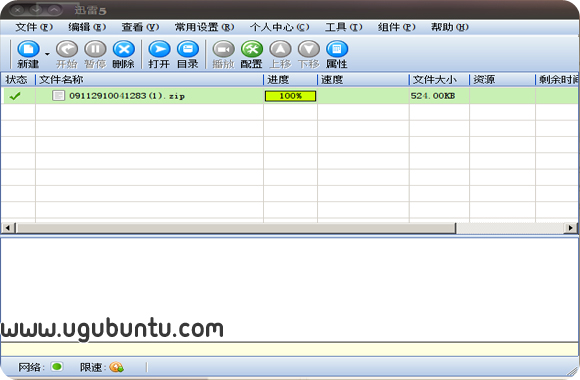 迅雷5
文件(F) 编辑(E) 查看(V) 常用设置(R) 个人中心(C) 工具(T) 组件(P) 帮助(H)
新建 开始 暂停 删除 打开 目录 播放 配置 上移 下移 属性
状态 文件名称 进度 速度 文件大小 资源 剩余时间
09112910041283(1).zip 100% 524.00KB
www.ugubuntu.com
网络: 限速: